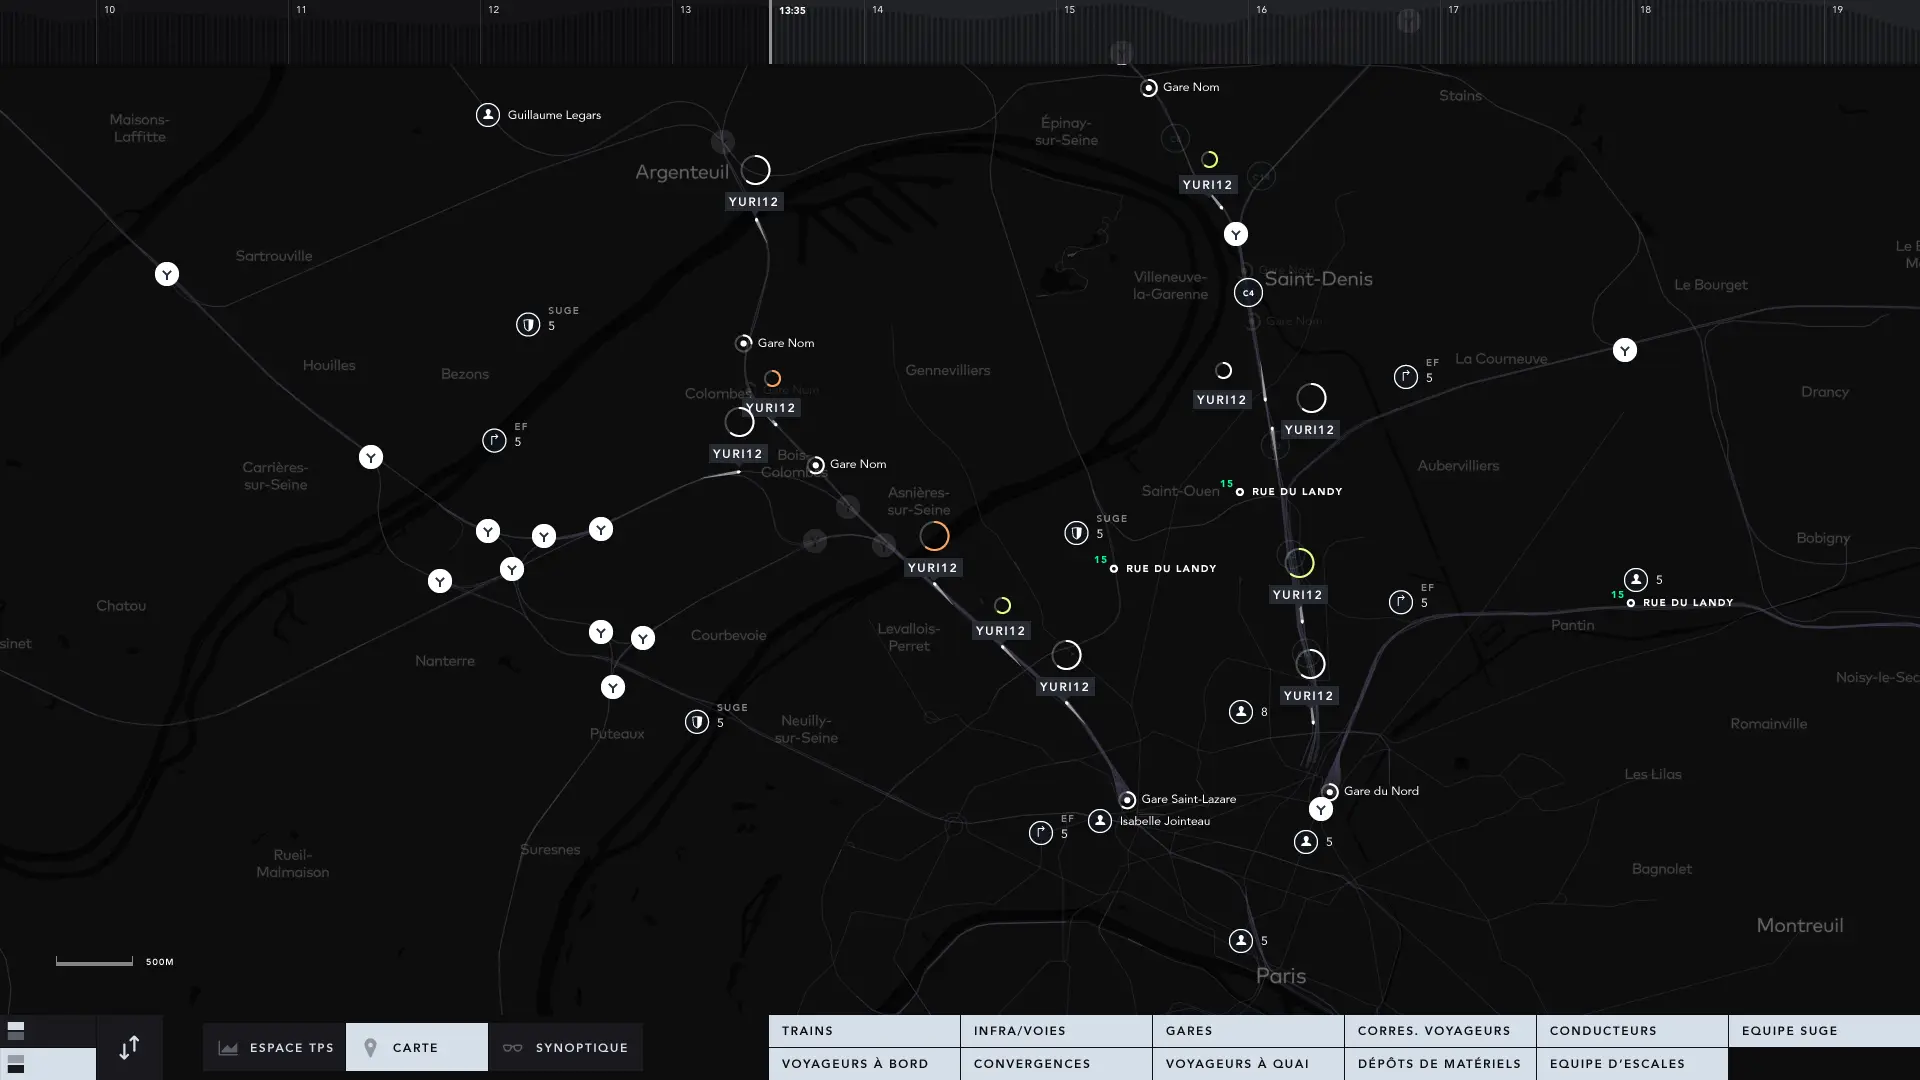 10
11
12
13
13:35
14
15
16
17
18
19
Gare Nom
Stains
Maisons-
Laffitte
Guillaume Legars
Épinay-
sur-Seine
Argenteuil
YURI12
YURI12
Y
Sartrouville
Le Bourget
Y
Villeneuve-
la-Garenne
Gare Nom
Saint-Denis
C4
SUGE
5
Gare Nom
Gare Nom
Houilles
Bezons
Gennevilliers
La Courneuve
Y
EF
5
Colombes
Gare Nom
YURI12
YURI12
YURI12
Drancy
EF
5
YURI12
Bois-
Colombes
Gare Nom
Y
Carrières-
sur-Seine
Aubervilliers
Asnières-
sur-Seine
Saint-Ouen
15
RUE DU LANDY
SUGE
5
Y
Y
Y
Bobigny
15
RUE DU LANDY
YURI12
Y
Y
5
15
RUE DU LANDY
YURI12
EF
5
Chatou
Pantin
Levallois-
Perret
YURI12
Courbevoie
Y
Y
Nanterre
YURI12
YURI12
Y
Noisy-le-Sec
SUGE
5
8
Puteaux
Neuilly-
sur-Seine
Romainville
Les Lilas
Gare Saint-Lazare
Gare du Nord
Y
EF
5
Isabelle Jointeau
5
Suresnes
Rueil-
Malmaison
Bagnolet
Montreuil
5
Paris
500M
ESPACE TPS
CARTE
SYNOPTIQUE
TRAINS
INFRA/VOIES
GARES
CORRES. VOYAGEURS
CONDUCTEURS
EQUIPE SUGE
VOYAGEURS À BORD
CONVERGENCES
VOYAGEURS À QUAI
DÉPÔTS DE MATÉRIELS
EQUIPE D'ESCALES